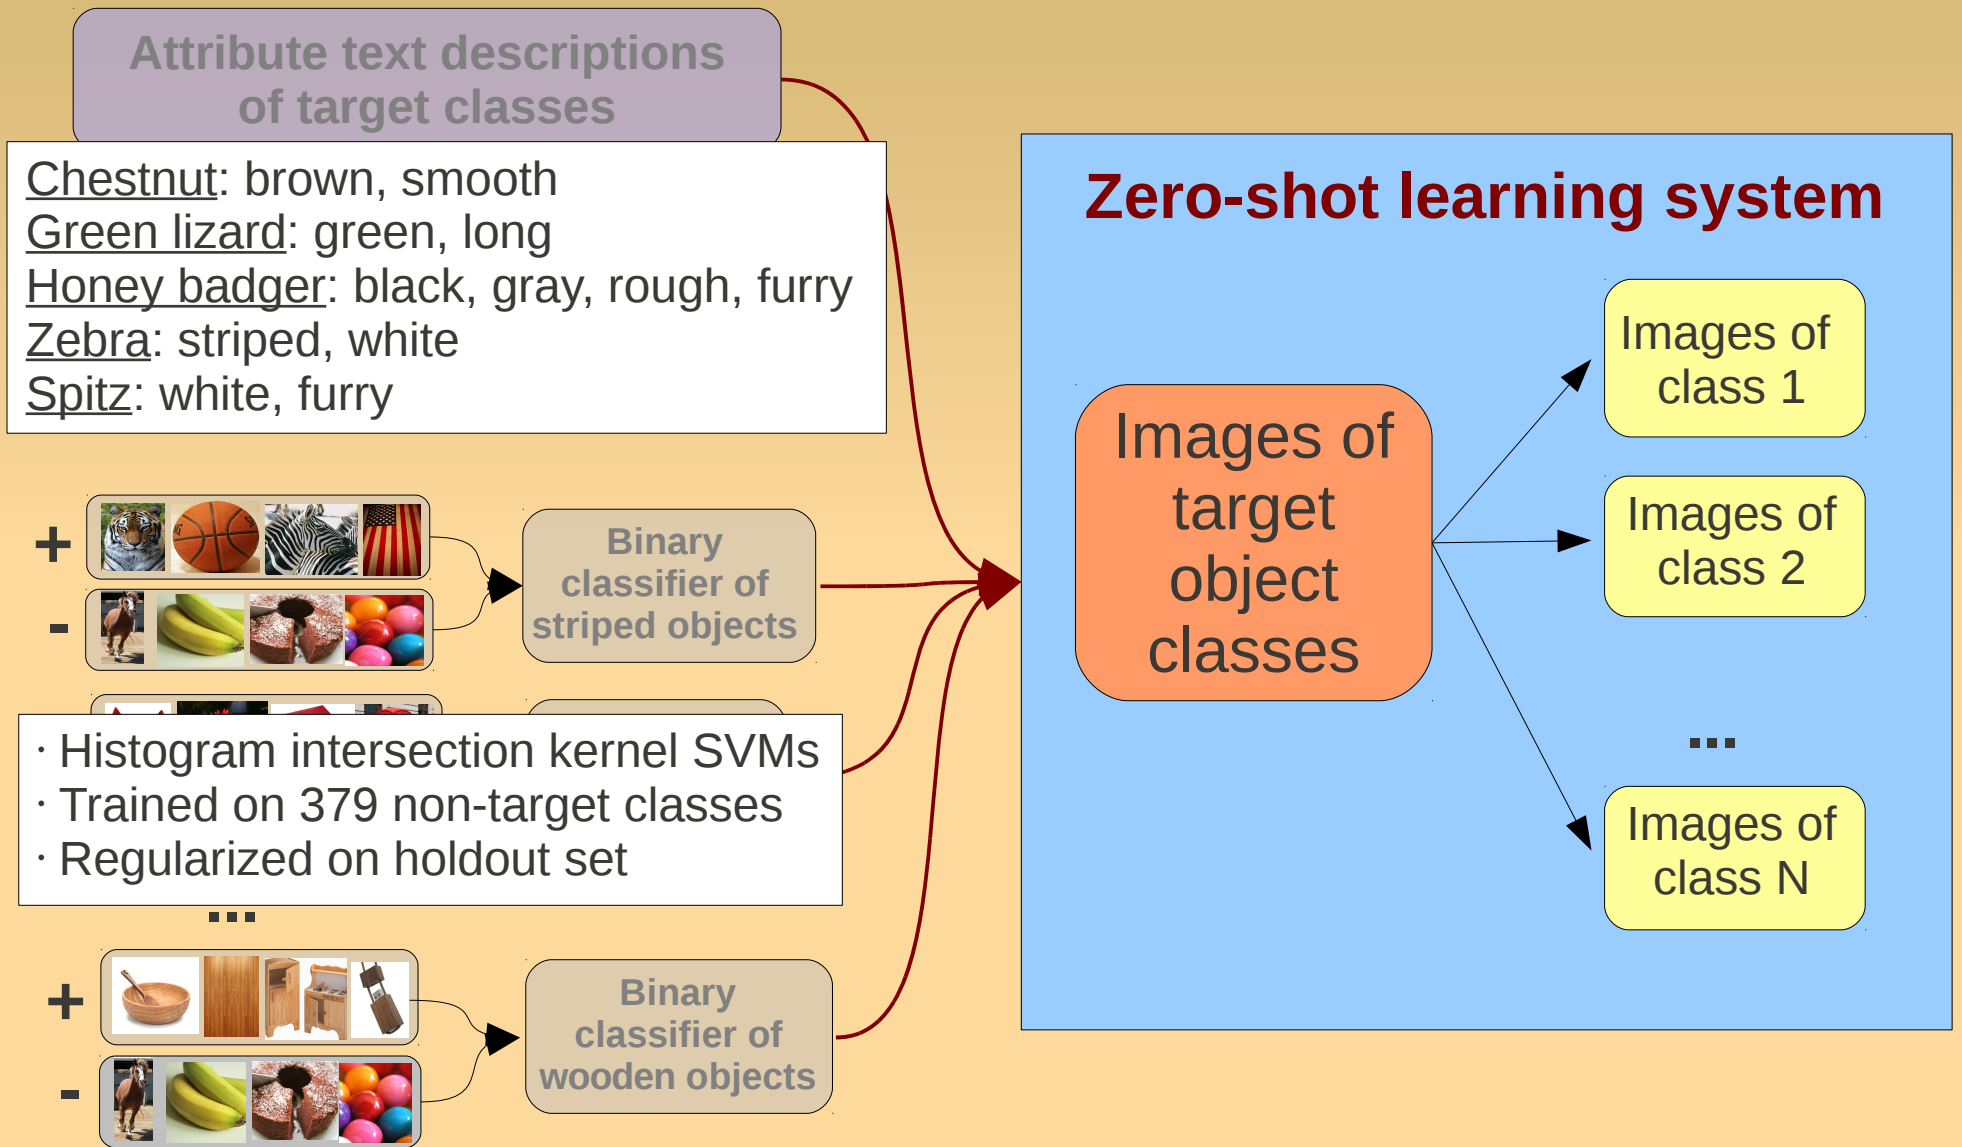 Attribute text descriptions
of target classes
Chestnut: brown, smooth
Green lizard: green, long
Honey badger: black, gray, rough, furry
Zebra: striped, white
Spitz: white, furry
+
-
Binary
classifier of
striped objects
· Histogram intersection kernel SVMs
· Trained on 379 non-target classes
· Regularized on holdout set
...
+
-
Binary
classifier of
wooden objects
Zero-shot learning system
Images of
target
object
classes
Images of
class 1
Images of
class 2
...
Images of
class N